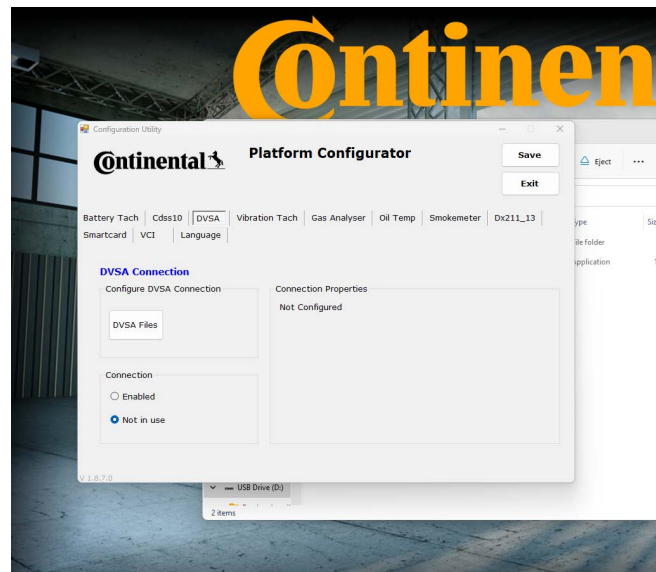 Continen
Configuration Utility
Continental
Platform Configurator
Save
Exit
Eject
Battery Tach Cdss10 DVSA Vibration Tach Gas Analyser Oil Temp Smokemeter Dx211_13
Smartcard VCI Language
ype
Siz
ile folder
pplication
DVSA Connection
Configure DVSA Connection
DVSA Files
Connection Properties
Not Configured
Connection
Enabled
Not in use
V 1.8.7.0
USB Drive (D:)
2 items